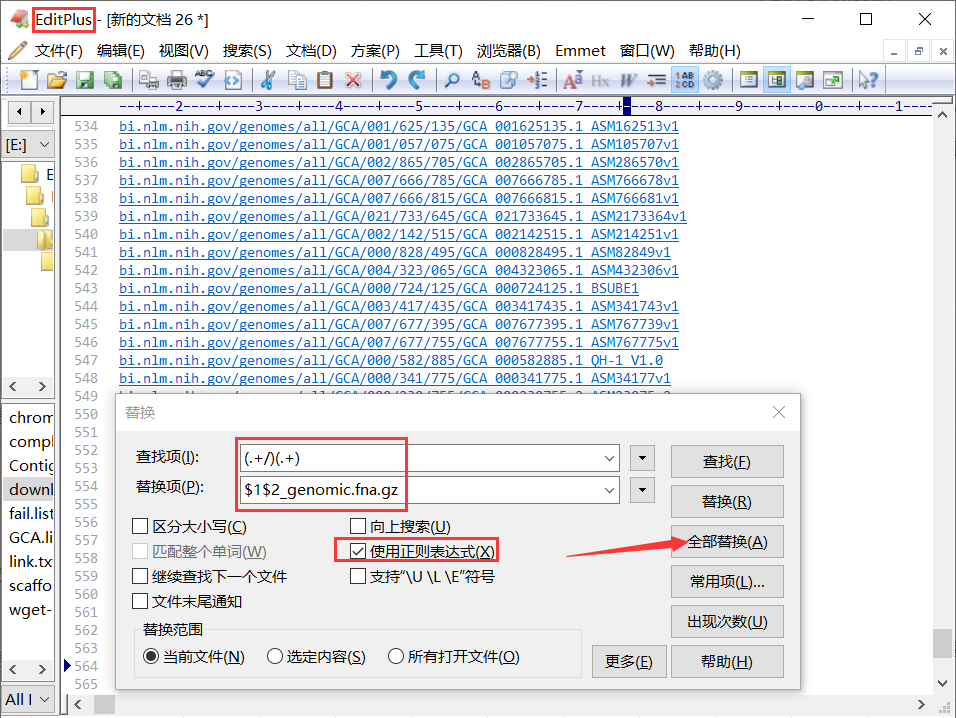 EditPlus - [新的文档 26 *]
文件(F) 编辑(E) 视图(V) 搜索(S) 文档(D) 方案(P) 工具(T) 浏览器(B) Emmet 窗口(W) 帮助(H)
--+----2----+----3----+----4----+----5----+----6----+----7----+----8----+----9----+----0----+----1----
[E:]
534 bi.nlm.nih.gov/genomes/all/GCA/001/625/135/GCA_001625135.1_ASM162513v1
535 bi.nlm.nih.gov/genomes/all/GCA/001/057/075/GCA_001057075.1_ASM105707v1
536 bi.nlm.nih.gov/genomes/all/GCA/002/865/705/GCA_002865705.1_ASM286570v1
537 bi.nlm.nih.gov/genomes/all/GCA/007/666/785/GCA_007666785.1_ASM766678v1
538 bi.nlm.nih.gov/genomes/all/GCA/007/666/815/GCA_007666815.1_ASM766681v1
539 bi.nlm.nih.gov/genomes/all/GCA/021/733/645/GCA_021733645.1_ASM2173364v1
540 bi.nlm.nih.gov/genomes/all/GCA/002/142/515/GCA_002142515.1_ASM214251v1
541 bi.nlm.nih.gov/genomes/all/GCA/000/828/495/GCA_000828495.1_ASM82849v1
542 bi.nlm.nih.gov/genomes/all/GCA/004/323/065/GCA_004323065.1_ASM432306v1
543 bi.nlm.nih.gov/genomes/all/GCA/000/724/125/GCA_000724125.1_BSUBE1
544 bi.nlm.nih.gov/genomes/all/GCA/003/417/435/GCA_003417435.1_ASM341743v1
545 bi.nlm.nih.gov/genomes/all/GCA/007/677/395/GCA_007677395.1_ASM767739v1
546 bi.nlm.nih.gov/genomes/all/GCA/007/677/755/GCA_007677755.1_ASM767775v1
547 bi.nlm.nih.gov/genomes/all/GCA/000/582/885/GCA_000582885.1_QH-1_V1.0
548 bi.nlm.nih.gov/genomes/all/GCA/000/341/775/GCA_000341775.1_ASM34177v1
549
550
551
552
553
554
555
556
557
558
559
560
561
562
563
564
565
chrom
compl
Contig
downl
fail.list
GCA.li
link.tx
scaffo
wget-
All I
替换
查找项(I): (.+/)(.+)
替换项(P): $1$2_genomic.fna.gz
区分大小写(C)
向上搜索(U)
匹配整个单词(W)
使用正则表达式(X)
继续查找下一个文件
支持"\U \L \E"符号
文件末尾通知
替换范围
当前文件(N) 选定内容(S) 所有打开文件(O)
查找(F)
替换(R)
全部替换(A)
常用项(L)...
出现次数(U)
更多(E) 帮助(H)